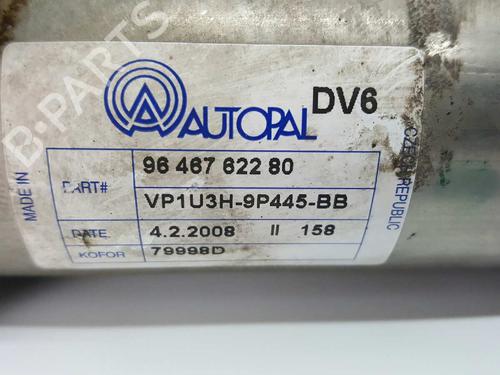 B-PARTS
AUTOPAL
DV6
MADE IN
CZECH REPUBLIC
PART# 96 467 622 80
VP1U3H-9P445-BB
DATE 4.2.2008 II 158
KOFOR 79998D